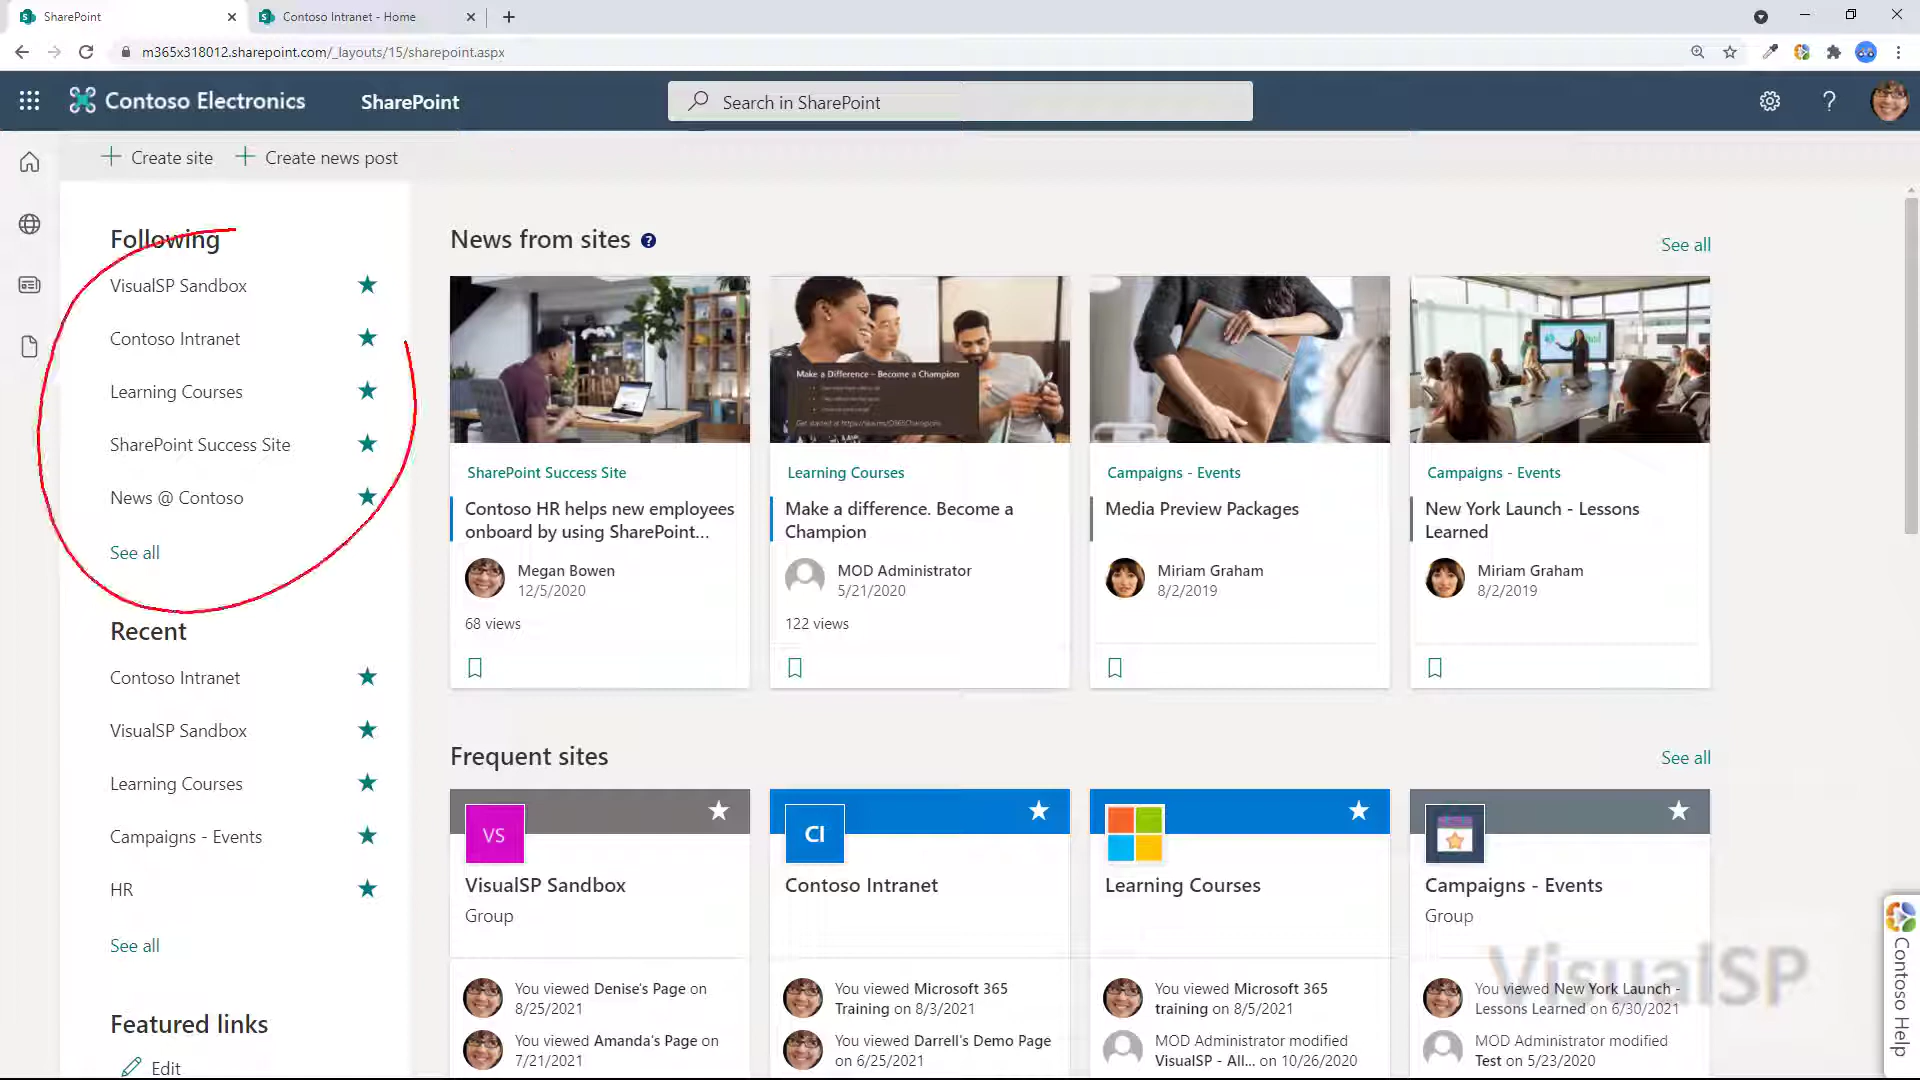 SharePoint
Contoso Intranet - Home
m365x318012.sharepoint.com/_layouts/15/sharepoint.aspx
Contoso Electronics
SharePoint
Search in SharePoint
Create site
Create news post
Following
VisualSP Sandbox
Contoso Intranet
Learning Courses
SharePoint Success Site
News @ Contoso
See all
Recent
Contoso Intranet
VisualSP Sandbox
Learning Courses
Campaigns - Events
HR
See all
Featured links
Edit
News from sites
See all
SharePoint Success Site
Contoso HR helps new employees
onboard by using SharePoint...
Megan Bowen
12/5/2020
68 views
Make a Difference – Become a Champion
Learning Courses
Make a difference. Become a
Champion
MOD Administrator
5/21/2020
122 views
Campaigns - Events
Media Preview Packages
Miriam Graham
8/2/2019
Campaigns - Events
New York Launch - Lessons
Learned
Miriam Graham
8/2/2019
Frequent sites
See all
VS
VisualSP Sandbox
Group
You viewed Denise's Page on
8/25/2021
You viewed Amanda's Page on
7/21/2021
CI
Contoso Intranet
You viewed Microsoft 365
Training on 8/3/2021
You viewed Darrell's Demo Page
on 6/25/2021
Learning Courses
You viewed Microsoft 365
training on 8/5/2021
MOD Administrator modified
VisualSP - All... on 10/26/2020
Campaigns - Events
Group
You viewed New York Launch -
Lessons Learned on 6/30/2021
MOD Administrator modified
Test on 5/23/2020
VisualSP
Contoso Help